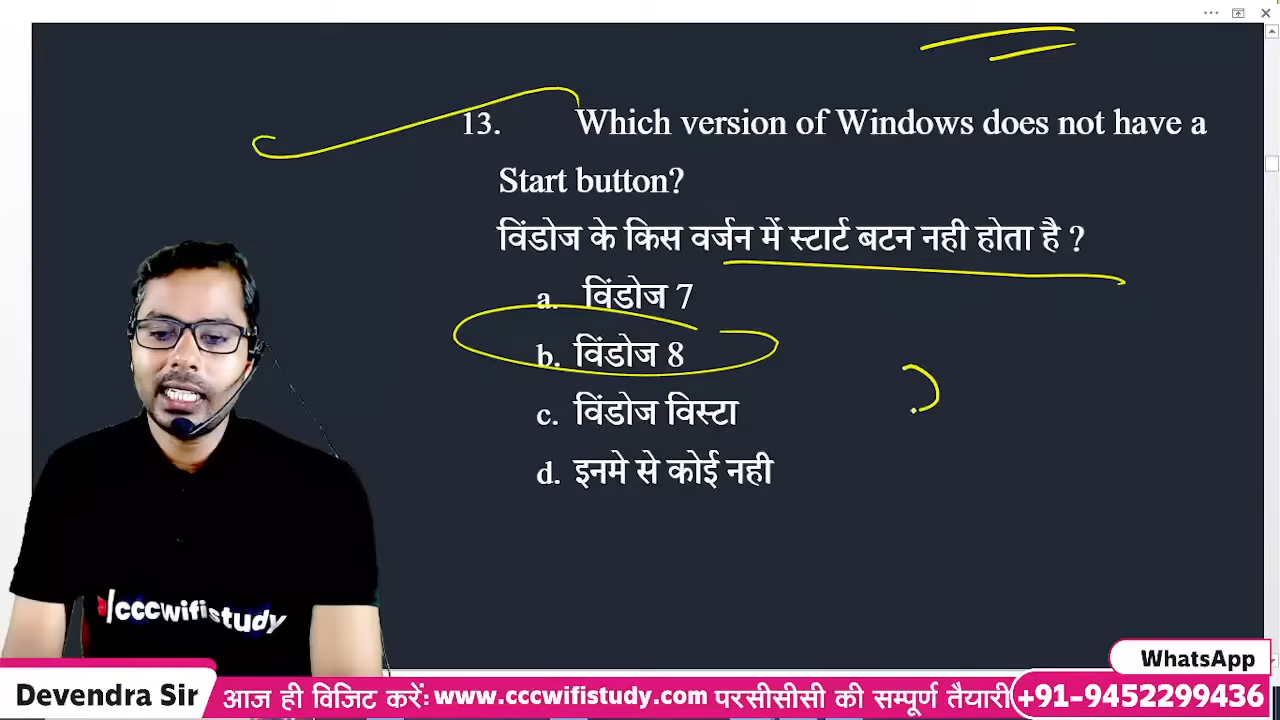 13. Which version of Windows does not have a
Start button?
विंडोज के किस वर्जन में स्टार्ट बटन नही होता है ?
a. विंडोज 7
b. विंडोज 8
c. विंडोज विस्टा
d. इनमे से कोई नही
cccwifistudy
WhatsApp
Devendra Sir आज ही विजिट करें: www.cccwifistudy.com पर सीसीसी की सम्पूर्ण तैयारी +91-9452299436